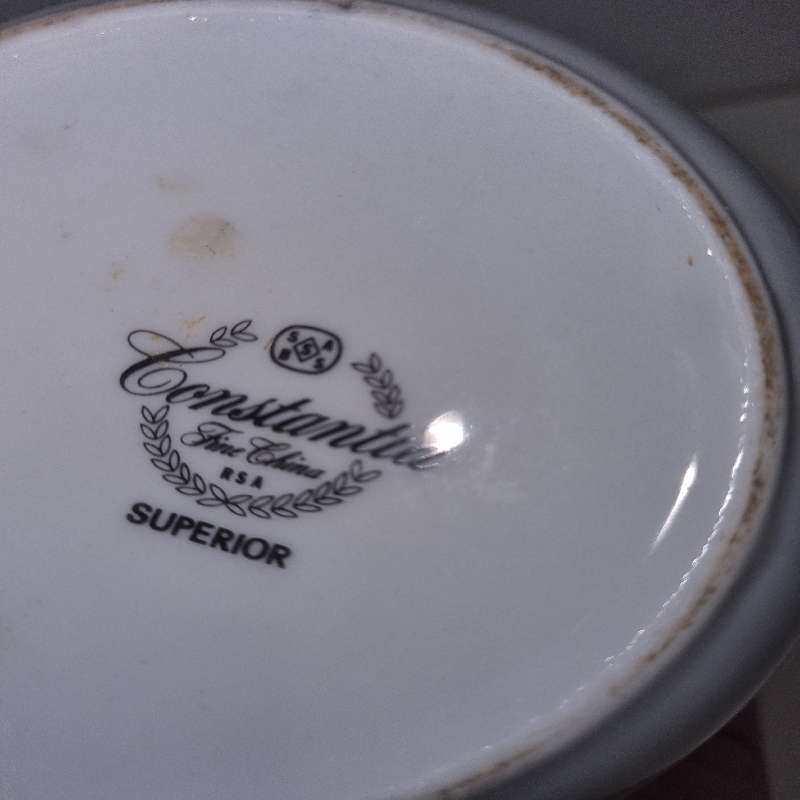 S A
S
B S
Constantia
Fine China
RSA
SUPERIOR